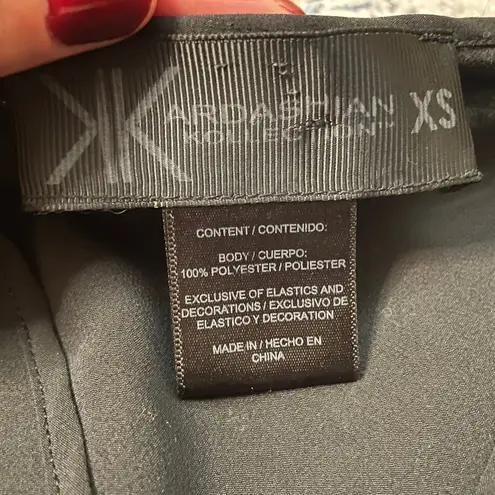 KARDASHIAN
KOLLECTION™ XS
CONTENT / CONTENIDO:
BODY / CUERPO:
100% POLYESTER / POLIESTER
EXCLUSIVE OF ELASTICS AND
DECORATIONS / EXCLUSIVO DE
ELASTICO Y DECORATION
MADE IN / HECHO EN
CHINA